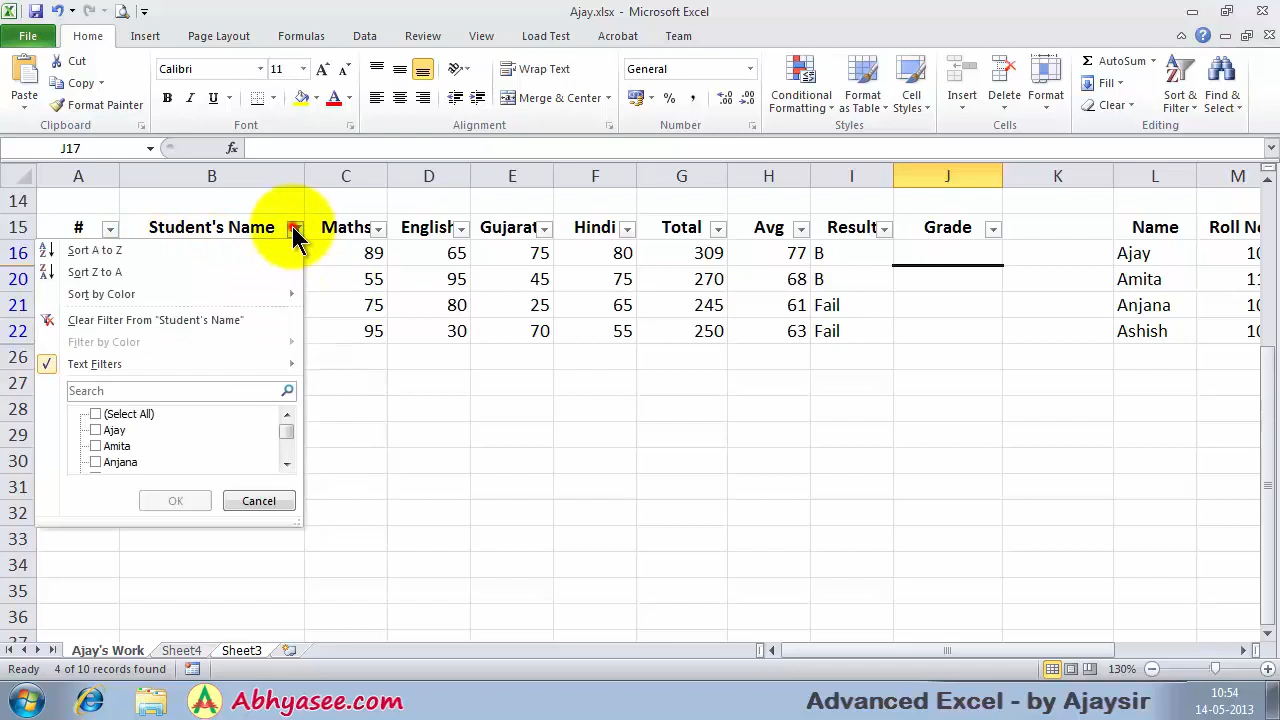 Ajay.xlsx - Microsoft Excel
File Home Insert Page Layout Formulas Data Review View Load Test Acrobat Team
Paste Cut Copy Format Painter Clipboard
Calibri 11 B I U A A A Font
Wrap Text Merge & Center Alignment
General % , Number
Conditional Formatting Format as Table Cell Styles Styles
Insert Delete Format Cells
Σ AutoSum Fill Clear Sort & Filter Find & Select Editing
J17 fx
A B C D E F G H I J K L M
14
15 # Student's Name Maths English Gujarat Hindi Total Avg Result Grade Name Roll
16 89 65 75 80 309 77 B Ajay
20 55 95 45 75 270 68 B Amita
21 75 80 25 65 245 61 Fail Anjana
22 95 30 70 55 250 63 Fail Ashish
26
27
28
29
30
31
32
33
34
35
36
Sort A to Z
Sort Z to A
Sort by Color
Clear Filter From "Student's Name"
Filter by Color
Text Filters
Search
(Select All)
Ajay
Amita
Anjana
OK Cancel
Ajay's Work Sheet4 Sheet3
Ready 4 of 10 records found 130%
Abhyasee.com Advanced Excel - by Ajaysir 10:54
14-05-2013